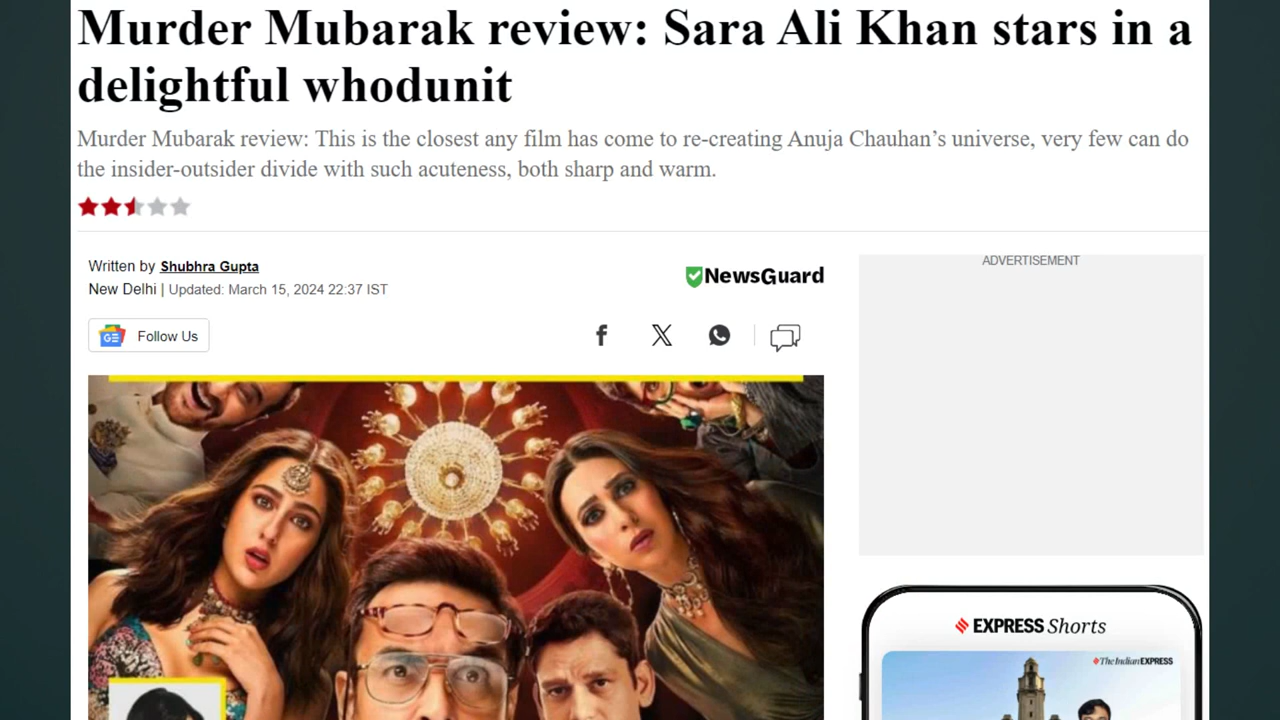 Murder Mubarak review: Sara Ali Khan stars in a
delightful whodunit
Murder Mubarak review: This is the closest any film has come to re-creating Anuja Chauhan’s universe, very few can do
the insider-outsider divide with such acuteness, both sharp and warm.
Written by Shubhra Gupta
New Delhi | Updated: March 15, 2024 22:37 IST
NewsGuard
ADVERTISEMENT
GE Follow Us
EXPRESS Shorts
The Indian EXPRESS